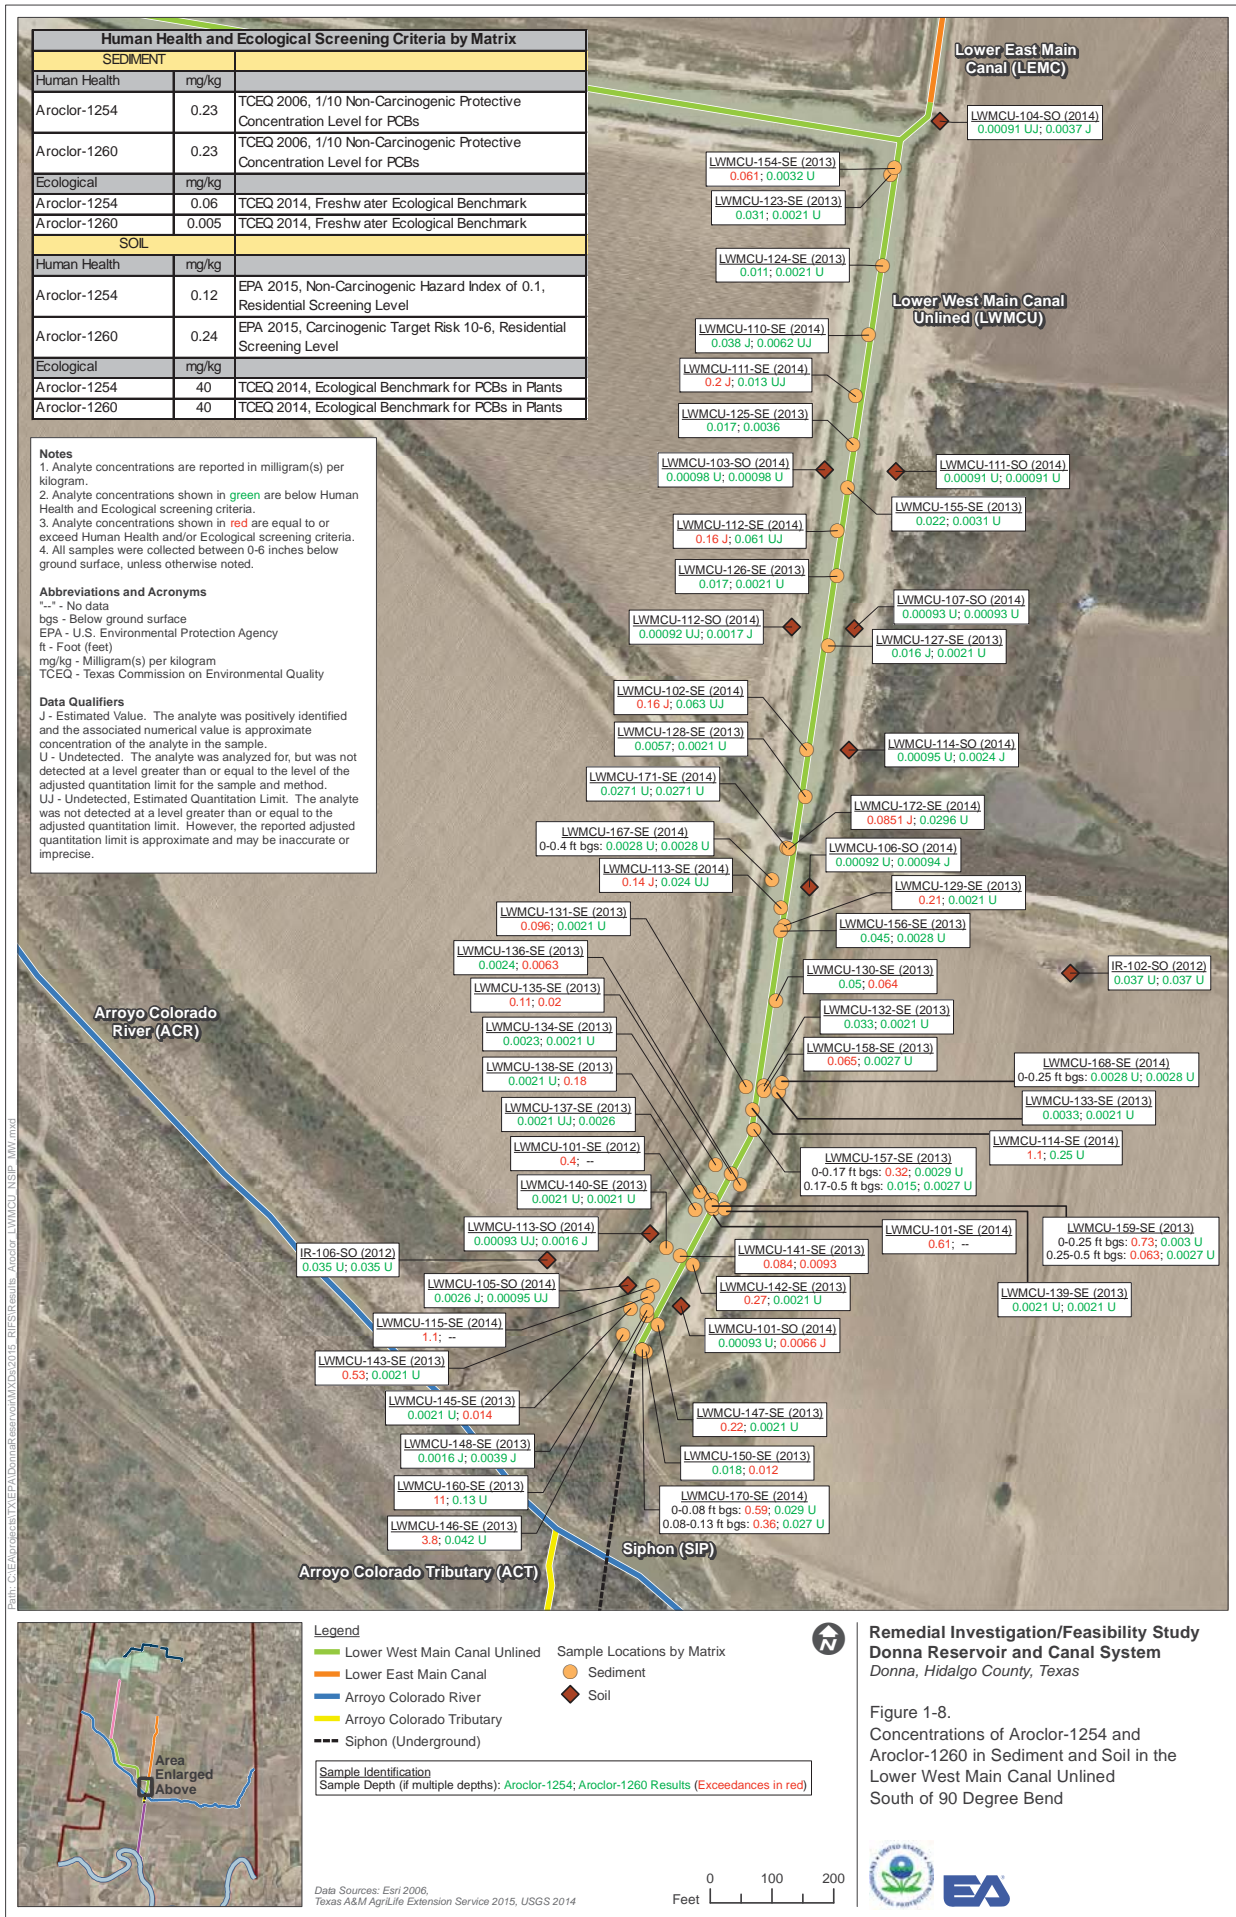 Human Health and Ecological Screening Criteria by Matrix
SEDIMENT
Human Health mg/kg
Aroclor-1254 0.23 TCEQ 2006, 1/10 Non-Carcinogenic Protective
Concentration Level for PCBs
Aroclor-1260 0.23 TCEQ 2006, 1/10 Non-Carcinogenic Protective
Concentration Level for PCBs
Ecological mg/kg
Aroclor-1254 0.06 TCEQ 2014, Freshwater Ecological Benchmark
Aroclor-1260 0.005 TCEQ 2014, Freshwater Ecological Benchmark
SOIL
Human Health mg/kg
Aroclor-1254 0.12 EPA 2015, Non-Carcinogenic Hazard Index of 0.1,
Residential Screening Level
Aroclor-1260 0.24 EPA 2015, Carcinogenic Target Risk 10-6, Residential
Screening Level
Ecological mg/kg
Aroclor-1254 40 TCEQ 2014, Ecological Benchmark for PCBs in Plants
Aroclor-1260 40 TCEQ 2014, Ecological Benchmark for PCBs in Plants
Notes
1. Analyte concentrations are reported in milligram(s) per
kilogram.
2. Analyte concentrations shown in green are below Human
Health and Ecological screening criteria.
3. Analyte concentrations shown in red are equal to or
exceed Human Health and/or Ecological screening criteria.
4. All samples were collected between 0-6 inches below
ground surface, unless otherwise noted.
Abbreviations and Acronyms
"--" - No data
bgs - Below ground surface
EPA - U.S. Environmental Protection Agency
ft - Foot (feet)
mg/kg - Milligram(s) per kilogram
TCEQ - Texas Commission on Environmental Quality
Data Qualifiers
J - Estimated Value. The analyte was positively identified
and the associated numerical value is approximate
concentration of the analyte in the sample.
U - Undetected. The analyte was analyzed for, but was not
detected at a level greater than or equal to the level of the
adjusted quantitation limit for the sample and method.
UJ - Undetected, Estimated Quantitation Limit. The analyte
was not detected at a level greater than or equal to the
adjusted quantitation limit. However, the reported adjusted
quantitation limit is approximate and may be inaccurate or
imprecise.
Lower East Main
Canal (LEMC)
LWMCU-104-SO (2014)
0.00091 UJ; 0.0037 J
LWMCU-154-SE (2013)
0.061; 0.0032 U
LWMCU-123-SE (2013)
0.031; 0.0021 U
LWMCU-124-SE (2013)
0.011; 0.0021 U
Lower West Main Canal
Unlined (LWMCU)
LWMCU-110-SE (2014)
0.038 J; 0.0062 UJ
LWMCU-111-SE (2014)
0.2 J; 0.013 UJ
LWMCU-125-SE (2013)
0.017; 0.0036
LWMCU-103-SO (2014)
0.00098 U; 0.00098 U
LWMCU-111-SO (2014)
0.00091 U; 0.00091 U
LWMCU-155-SE (2013)
0.022; 0.0031 U
LWMCU-112-SE (2014)
0.16 J; 0.061 UJ
LWMCU-126-SE (2013)
0.017; 0.0021 U
LWMCU-107-SO (2014)
0.00093 U; 0.00093 U
LWMCU-112-SO (2014)
0.00092 UJ; 0.0017 J
LWMCU-127-SE (2013)
0.016 J; 0.0021 U
LWMCU-102-SE (2014)
0.16 J; 0.063 UJ
LWMCU-128-SE (2013)
0.0057; 0.0021 U
LWMCU-114-SO (2014)
0.00095 U; 0.0024 J
LWMCU-171-SE (2014)
0.0271 U; 0.0271 U
LWMCU-172-SE (2014)
0.0851 J; 0.0296 U
LWMCU-167-SE (2014)
0-0.4 ft bgs: 0.0028 U; 0.0028 U
LWMCU-106-SO (2014)
0.00092 U; 0.00094 J
LWMCU-113-SE (2014)
0.14 J; 0.024 UJ
LWMCU-129-SE (2013)
0.21; 0.0021 U
LWMCU-131-SE (2013)
0.096; 0.0021 U
LWMCU-156-SE (2013)
0.045; 0.0028 U
LWMCU-136-SE (2013)
0.0024; 0.0063
IR-102-SO (2012)
0.037 U; 0.037 U
LWMCU-130-SE (2013)
0.05; 0.064
LWMCU-135-SE (2013)
0.11; 0.02
LWMCU-132-SE (2013)
0.033; 0.0021 U
Arroyo Colorado
River (ACR)
LWMCU-134-SE (2013)
0.0023; 0.0021 U
LWMCU-158-SE (2013)
0.065; 0.0027 U
LWMCU-138-SE (2013)
0.0021 U; 0.18
LWMCU-168-SE (2014)
0-0.25 ft bgs: 0.0028 U; 0.0028 U
LWMCU-133-SE (2013)
0.0033; 0.0021 U
LWMCU-137-SE (2013)
0.0021 UJ; 0.0026
LWMCU-114-SE (2014)
1.1; 0.25 U
LWMCU-101-SE (2012)
0.4; --
LWMCU-157-SE (2013)
0-0.17 ft bgs: 0.32; 0.0029 U
0.17-0.5 ft bgs: 0.015; 0.0027 U
LWMCU-140-SE (2013)
0.0021 U; 0.0021 U
LWMCU-113-SO (2014)
0.00093 UJ; 0.0016 J
LWMCU-101-SE (2014)
0.61; --
LWMCU-159-SE (2013)
0-0.25 ft bgs: 0.73; 0.003 U
0.25-0.5 ft bgs: 0.063; 0.0027 U
IR-106-SO (2012)
0.035 U; 0.035 U
LWMCU-141-SE (2013)
0.084; 0.0093
LWMCU-105-SO (2014)
0.0026 J; 0.00095 UJ
LWMCU-142-SE (2013)
0.27; 0.0021 U
LWMCU-139-SE (2013)
0.0021 U; 0.0021 U
LWMCU-115-SE (2014)
1.1; --
LWMCU-101-SO (2014)
0.00093 U; 0.0066 J
LWMCU-143-SE (2013)
0.53; 0.0021 U
LWMCU-145-SE (2013)
0.0021 U; 0.014
LWMCU-147-SE (2013)
0.22; 0.0021 U
LWMCU-148-SE (2013)
0.0016 J; 0.0039 J
LWMCU-150-SE (2013)
0.018; 0.012
LWMCU-160-SE (2013)
11; 0.13 U
LWMCU-170-SE (2014)
0-0.08 ft bgs: 0.59; 0.029 U
0.08-0.13 ft bgs: 0.36; 0.027 U
LWMCU-146-SE (2013)
3.8; 0.042 U
Siphon (SIP)
Arroyo Colorado Tributary (ACT)
Path: C:\EA\projects\TX\EPA\DonnaReservoir\MXDs\2015_RIFS\Results_Aroclor_LWMCU_NSIP_MW.mxd
Area
Enlarged
Above
Legend
Lower West Main Canal Unlined
Lower East Main Canal
Arroyo Colorado River
Arroyo Colorado Tributary
Siphon (Underground)
Sample Locations by Matrix
Sediment
Soil
Sample Identification
Sample Depth (if multiple depths): Aroclor-1254; Aroclor-1260 Results (Exceedances in red)
Data Sources: Esri 2006,
Texas A&M AgriLife Extension Service 2015, USGS 2014
N
0 100 200
Feet
Remedial Investigation/Feasibility Study
Donna Reservoir and Canal System
Donna, Hidalgo County, Texas
Figure 1-8.
Concentrations of Aroclor-1254 and
Aroclor-1260 in Sediment and Soil in the
Lower West Main Canal Unlined
South of 90 Degree Bend
UNITED STATES
ENVIRONMENTAL PROTECTION AGENCY
EA